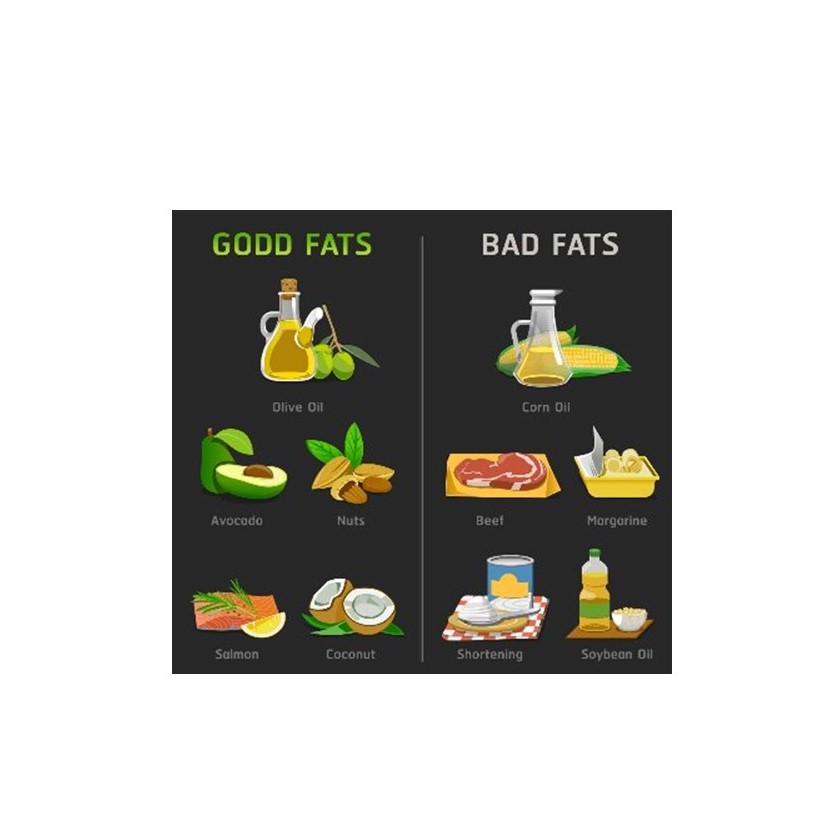 GODD FATS
Olive Oil
Avocado
Nuts
Salmon
Coconut
BAD FATS
Corn Oil
Beef
Margarine
Shortening
Soybean Oil